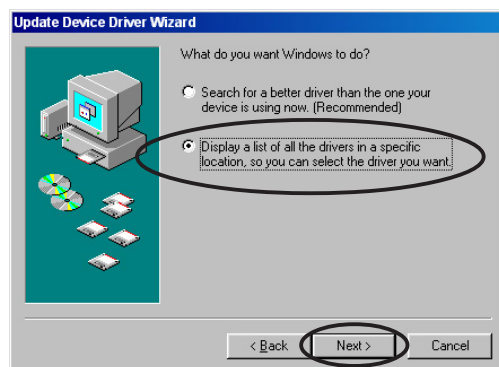 Update Device Driver Wizard
What do you want Windows to do?
Search for a better driver than the one your
device is using now. (Recommended)
Display a list of all the drivers in a specific
location, so you can select the driver you want.
< Back
Next >
Cancel